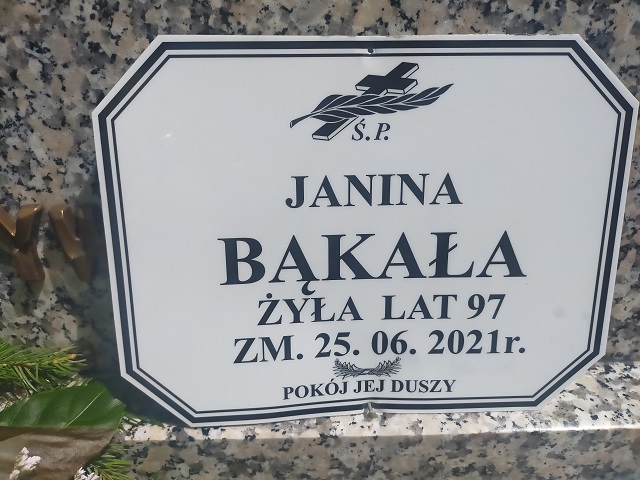 Ś.P.
JANINA
BĄKAŁA
ŻYŁA LAT 97
ZM. 25. 06. 2021r.
POKÓJ JEJ DUSZY